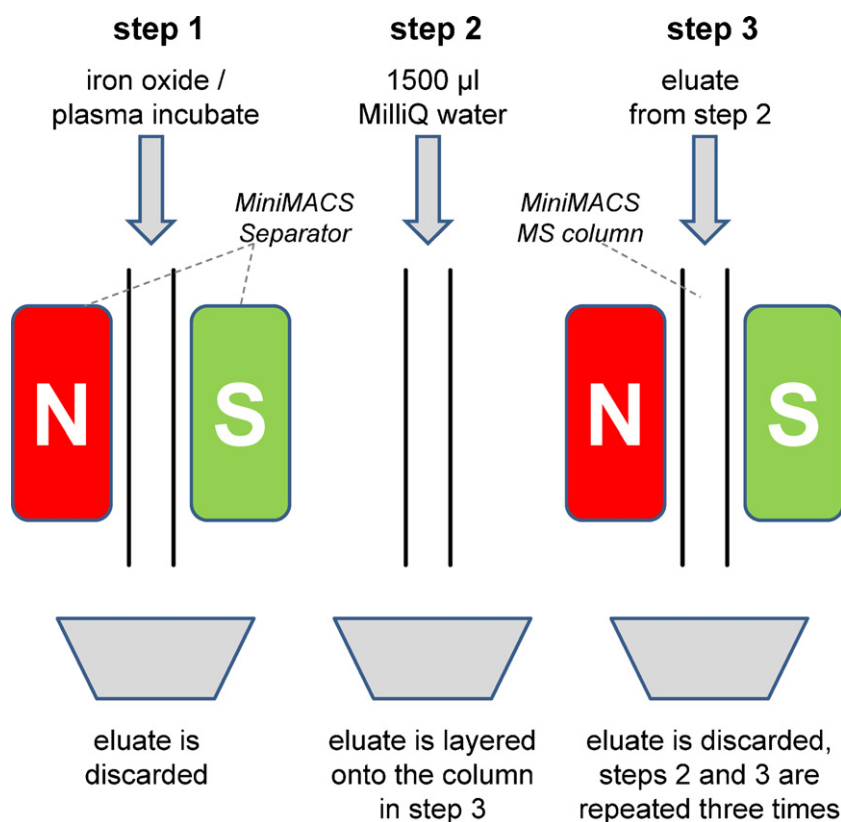 step 1
step 2
step 3
iron oxide /
plasma incubate
1500 µl
MilliQ water
eluate
from step 2
MiniMACS
Separator
MiniMACS
MS column
N
S
N
S
eluate is
discarded
eluate is layered
onto the column
in step 3
eluate is discarded,
steps 2 and 3 are
repeated three times